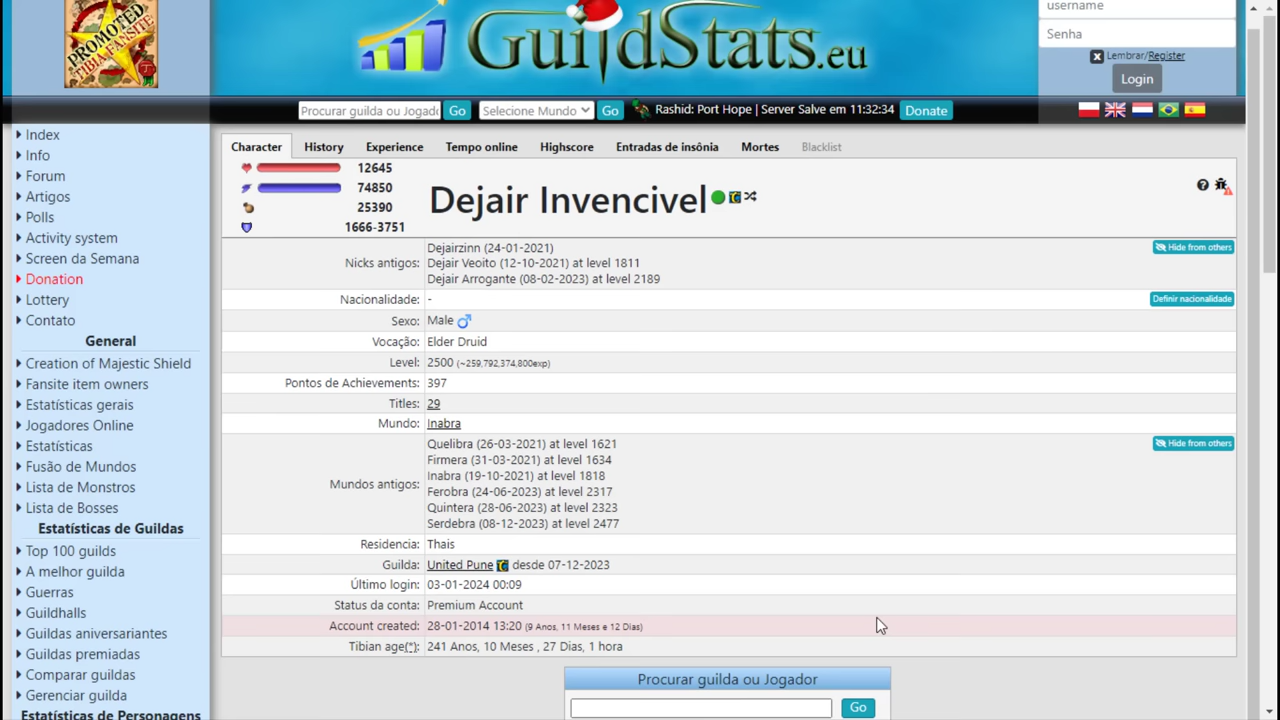 PROMOTED
TIBIA FANSITE
GuildStats.eu
username
Senha
Lembrar/Register
Login
Procurar guilda ou Jogado
Go
Selecione Mundo
Go
Rashid: Port Hope | Server Salve em 11:32:34
Donate
Index
Info
Forum
Artigos
Polls
Activity system
Screen da Semana
Donation
Lottery
Contato
General
Creation of Majestic Shield
Fansite item owners
Estatísticas gerais
Jogadores Online
Estatísticas
Fusão de Mundos
Lista de Monstros
Lista de Bosses
Estatísticas de Guildas
Top 100 guilds
A melhor guilda
Guerras
Guildhalls
Guildas aniversariantes
Guildas premiadas
Comparar guildas
Gerenciar guilda
Estatísticas de Personagens
Character History Experience Tempo online Highscore Entradas de insônia Mortes Blacklist
12645
74850
25390
1666-3751
Dejair Invencivel
Nicks antigos:
Dejairzinn (24-01-2021)
Dejair Veoito (12-10-2021) at level 1811
Dejair Arrogante (08-02-2023) at level 2189
Hide from others
Nacionalidade: -
Definir nacionalidade
Sexo: Male
Vocação: Elder Druid
Level: 2500 (~259,792,374,800exp)
Pontos de Achievements: 397
Titles: 29
Mundo: Inabra
Mundos antigos:
Quelibra (26-03-2021) at level 1621
Firmera (31-03-2021) at level 1634
Inabra (19-10-2021) at level 1818
Ferobra (24-06-2023) at level 2317
Quintera (28-06-2023) at level 2323
Serdebra (08-12-2023) at level 2477
Hide from others
Residencia: Thais
Guilda: United Pune desde 07-12-2023
Último login: 03-01-2024 00:09
Status da conta: Premium Account
Account created: 28-01-2014 13:20 (9 Anos, 11 Meses e 12 Dias)
Tibian age(*): 241 Anos, 10 Meses , 27 Dias, 1 hora
Procurar guilda ou Jogador
Go